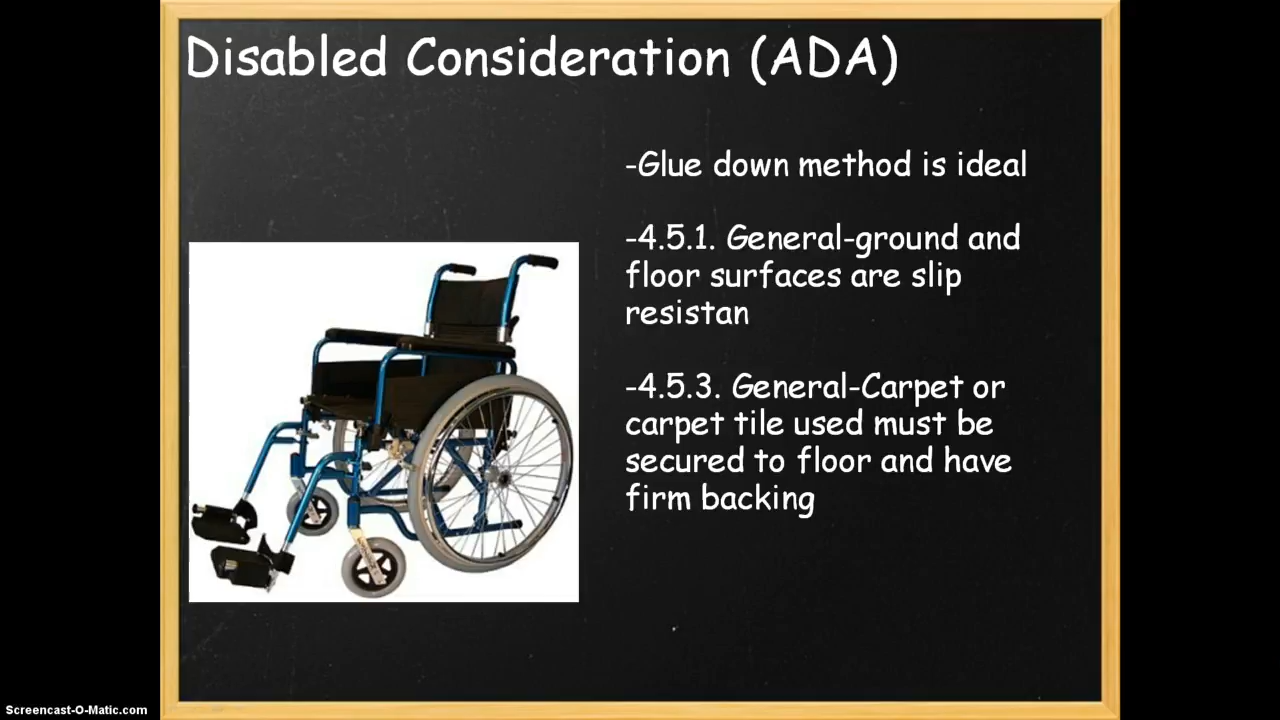 Disabled Consideration (ADA)
-Glue down method is ideal
-4.5.1. General-ground and
floor surfaces are slip
resistan
-4.5.3. General-Carpet or
carpet tile used must be
secured to floor and have
firm backing
Screencast-O-Matic.com